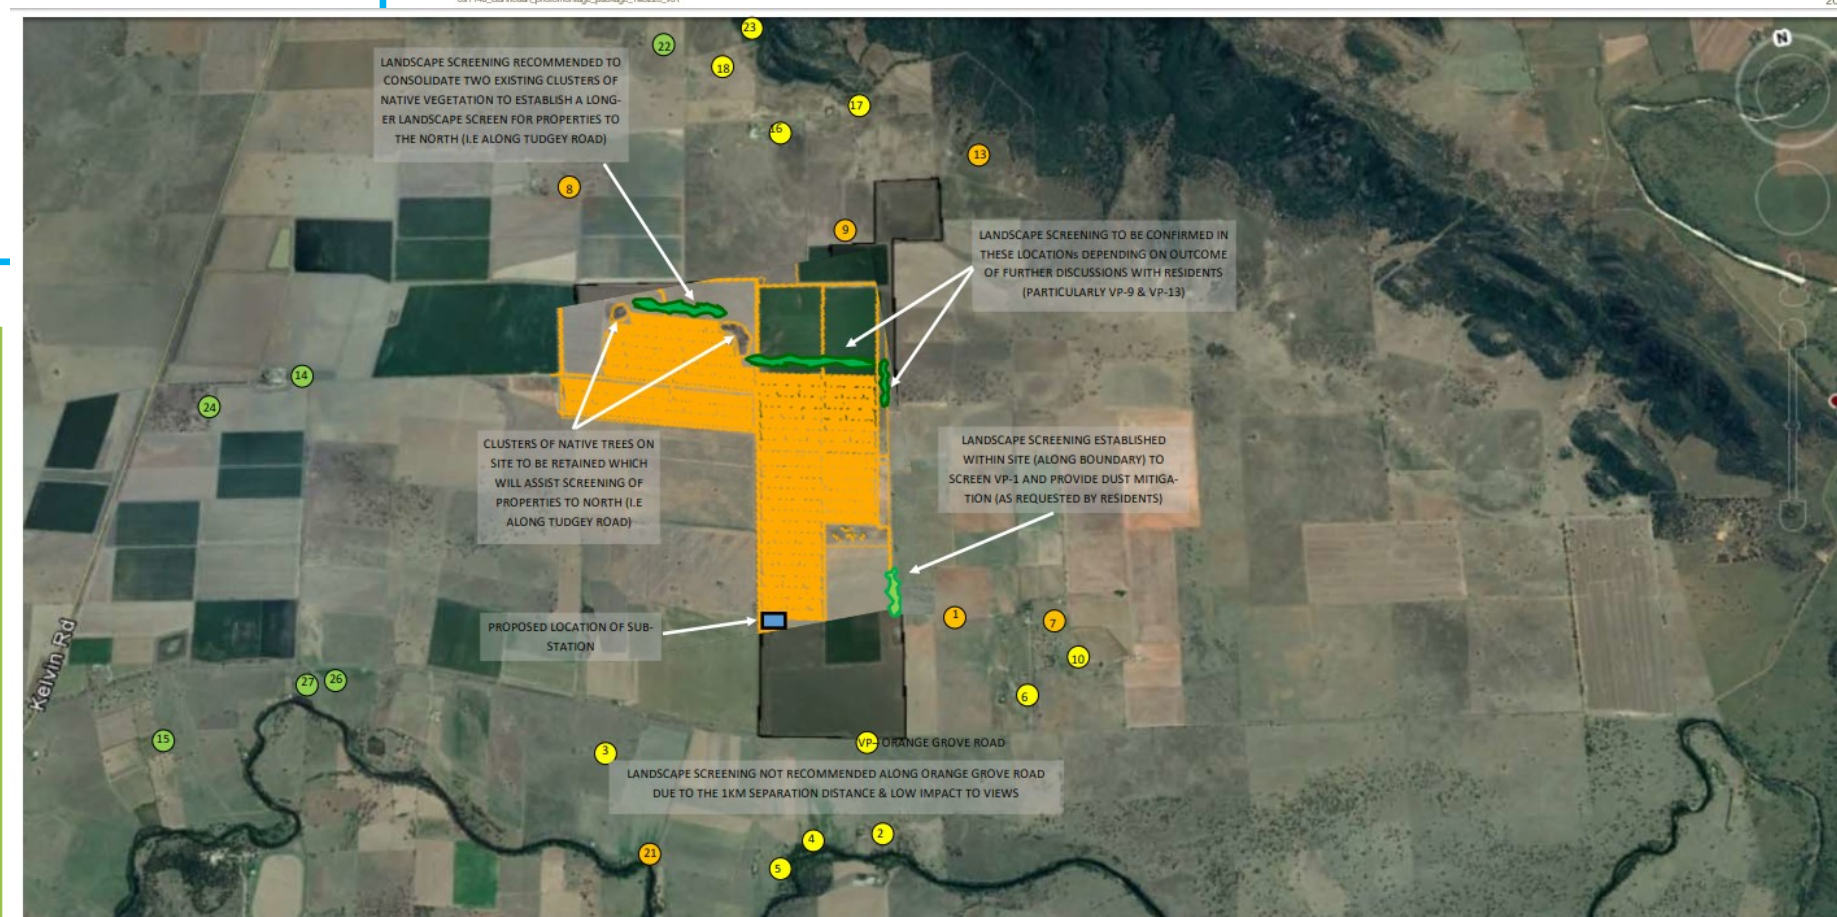 23
22
18
LANDSCAPE SCREENING RECOMMENDED TO
CONSOLIDATE TWO EXISTING CLUSTERS OF
NATIVE VEGETATION TO ESTABLISH A LONG-
ER LANDSCAPE SCREEN FOR PROPERTIES TO
THE NORTH (I.E ALONG TUDGEY ROAD)
N
17
16
13
8
9
LANDSCAPE SCREENING TO BE CONFIRMED IN
THESE LOCATIONs DEPENDING ON OUTCOME
OF FURTHER DISCUSSIONS WITH RESIDENTS
(PARTICULARLY VP-9 & VP-13)
14
24
CLUSTERS OF NATIVE TREES ON
SITE TO BE RETAINED WHICH
WILL ASSIST SCREENING OF
PROPERTIES TO NORTH (I.E
ALONG TUDGEY ROAD)
LANDSCAPE SCREENING ESTABLISHED
WITHIN SITE (ALONG BOUNDARY) TO
SCREEN VP-1 AND PROVIDE DUST MITIGA-
TION (AS REQUESTED BY RESIDENTS)
PROPOSED LOCATION OF SUB-
STATION
1
7
10
6
Kelvin Rd
27
26
15
3
VP- ORANGE GROVE ROAD
LANDSCAPE SCREENING NOT RECOMMENDED ALONG ORANGE GROVE ROAD
DUE TO THE 1KM SEPARATION DISTANCE & LOW IMPACT TO VIEWS
2
4
21
5